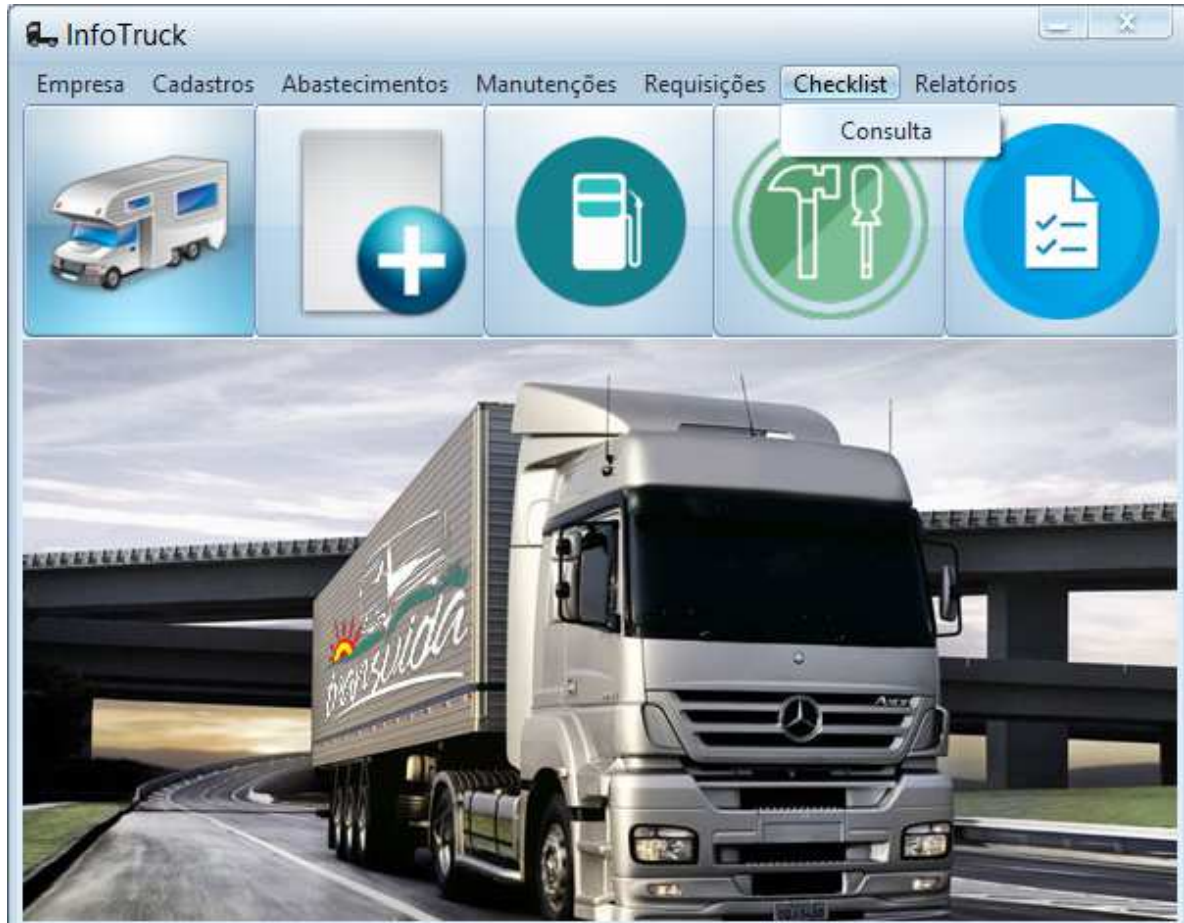 InfoTruck
Empresa Cadastros Abastecimentos Manutenções Requisições Checklist Relatórios
Consulta